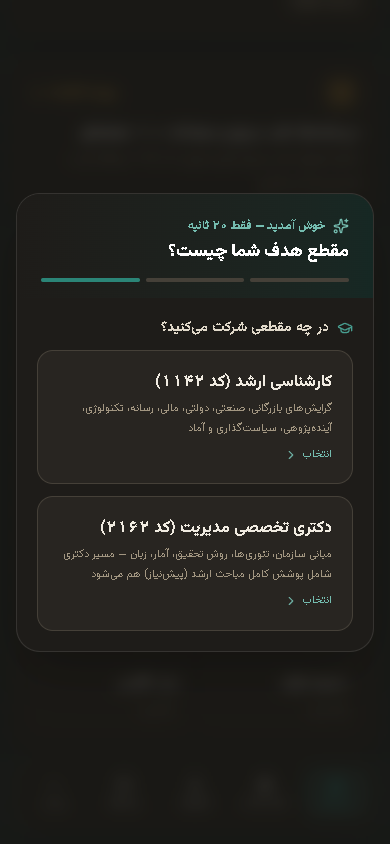 خوش آمدید – فقط ۲۰ ثانیه
مقطع هدف شما چیست؟
در چه مقطعی شرکت می‌کنید؟
کارشناسی ارشد (کد ۱۱۴۲)
گرایش‌های بازرگانی، صنعتی، دولتی، مالی، رسانه، تکنولوژی،
آینده‌پژوهی، سیاست‌گذاری و آماد
انتخاب
دکتری تخصصی مدیریت (کد ۲۱۶۲)
مبانی سازمان، تئوری‌ها، روش تحقیق، آمار، زبان — مسیر دکتری
شامل پوشش کامل مباحث ارشد (پیش‌نیاز) هم می‌شود
انتخاب